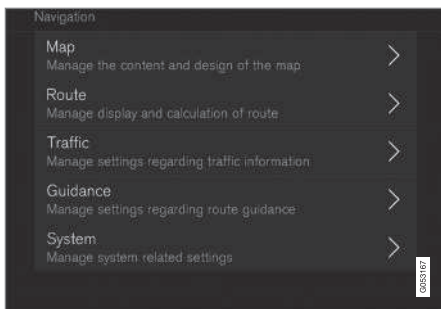 Navigation
Map
Manage the content and design of the map
Route
Manage display and calculation of route
Traffic
Manage settings regarding traffic information
Guidance
Manage settings regarding route guidance
System
Manage system related settings
G053167